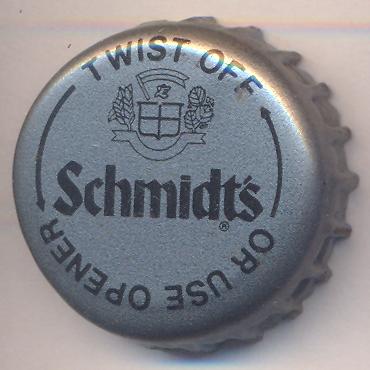 TWIST OFF
Schmidt's®
OR USE OPENER